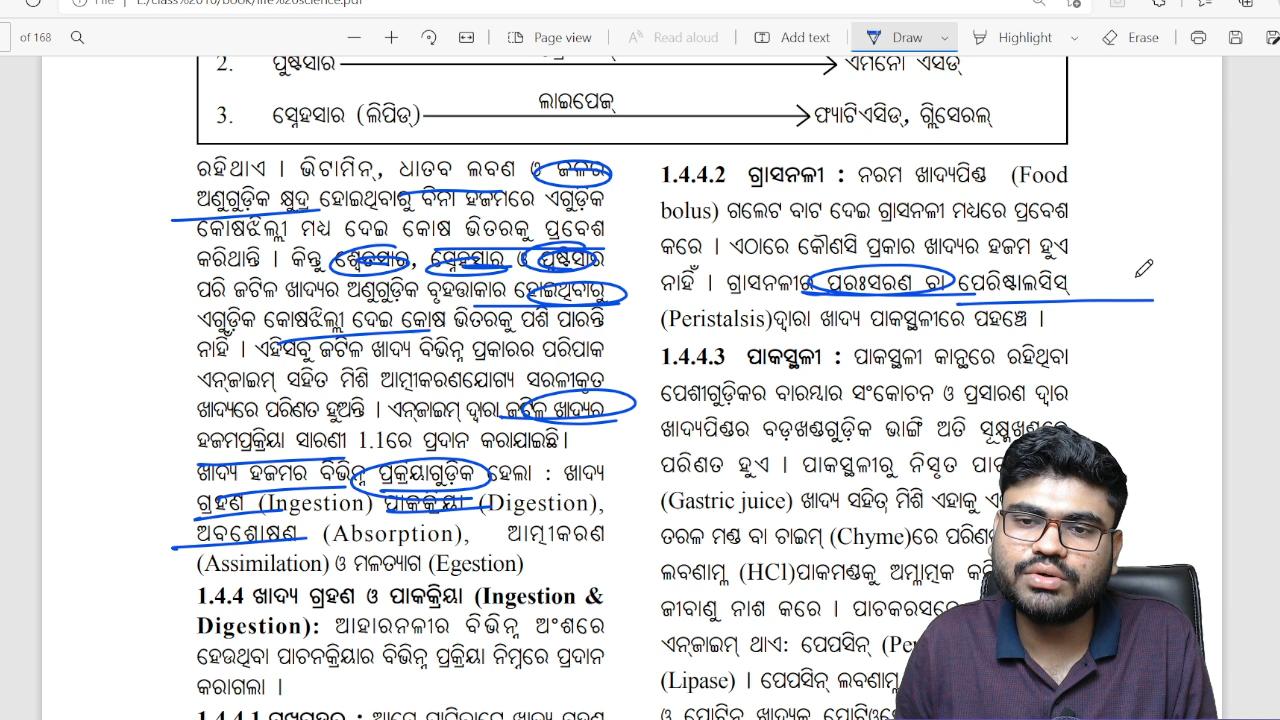 of 168
Page view
Read aloud
Add text
Draw
Highlight
Erase
2. ପୁଷ୍ଟିସାର
ଏମିନୋ ଏସିଡ୍
3. ସ୍ନେହସାର (ଲିପିଡ୍)
ଲାଇପେଜ୍
ଫ୍ୟାଟିଏସିଡ୍, ଗ୍ଲିସେରଲ୍
ରହିଥାଏ । ଭିଟାମିନ୍, ଧାତବ ଲବଣ ଓ ଜଳର
ଅଣୁଗୁଡ଼ିକ କ୍ଷୁଦ୍ର ହୋଇଥିବାରୁ ବିନା ହଜମରେ ଏଗୁଡ଼ିକ
କୋଷଝିଲ୍ଲୀ ମଧ୍ୟ ଦେଇ କୋଷ ଭିତରକୁ ପ୍ରବେଶ
କରିଥାନ୍ତି । କିନ୍ତୁ ଶ୍ୱେତସାର, ସ୍ନେହସାର ଓ ପୁଷ୍ଟିସାର
ପରି ଜଟିଳ ଖାଦ୍ୟର ଅଣୁଗୁଡ଼ିକ ବୃହତାକାର ହୋଇଥିବାରୁ
ଏଗୁଡ଼ିକ କୋଷଝିଲ୍ଲୀ ଦେଇ କୋଷ ଭିତରକୁ ପଶି ପାରନ୍ତି
ନାହିଁ । ଏହିସବୁ ଜଟିଳ ଖାଦ୍ୟ ବିଭିନ୍ନ ପ୍ରକାରର ପରିପାକ
ଏନ୍‌ଜାଇମ୍ ସହିତ ମିଶି ଆତ୍ମୀକରଣଯୋଗ୍ୟ ସରଳୀକୃତ
ଖାଦ୍ୟରେ ପରିଣତ ହୁଅନ୍ତି । ଏନ୍‌ଜାଇମ୍ ଦ୍ୱାରା ଜଟିଳ ଖାଦ୍ୟର
ହଜମପ୍ରକ୍ରିୟା ସାରଣୀ 1.1ରେ ପ୍ରଦାନ କରାଯାଇଛି।
ଖାଦ୍ୟ ହଜମର ବିଭିନ୍ନ ପ୍ରକ୍ରିୟାଗୁଡ଼ିକ ହେଲା : ଖାଦ୍ୟ
ଗ୍ରହଣ (Ingestion) ପାକକ୍ରିୟା (Digestion),
ଅବଶୋଷଣ (Absorption), ଆତ୍ମୀକରଣ
(Assimilation) ଓ ମଳତ୍ୟାଗ (Egestion)
1.4.4 ଖାଦ୍ୟ ଗ୍ରହଣ ଓ ପାକକ୍ରିୟା (Ingestion &
Digestion): ଆହାରନଳୀର ବିଭିନ୍ନ ଅଂଶରେ
ହେଉଥିବା ପାଚନକ୍ରିୟାର ବିଭିନ୍ନ ପ୍ରକ୍ରିୟା ନିମ୍ନରେ ପ୍ରଦାନ
କରାଗଲା ।
1.4.4.2 ଗ୍ରାସନଳୀ : ନରମ ଖାଦ୍ୟପିଣ୍ଡ (Food
bolus) ଗଲେଟ ବାଟ ଦେଇ ଗ୍ରାସନଳୀ ମଧ୍ୟରେ ପ୍ରବେଶ
କରେ । ଏଠାରେ କୌଣସି ପ୍ରକାର ଖାଦ୍ୟର ହଜମ ହୁଏ
ନାହିଁ । ଗ୍ରାସନଳୀର ପୁରଃସରଣ ବା ପେରିଷ୍ଟାଲସିସ୍
(Peristalsis)ଦ୍ୱାରା ଖାଦ୍ୟ ପାକସ୍ଥଳୀରେ ପହଞ୍ଚେ ।
1.4.4.3 ପାକସ୍ଥଳୀ : ପାକସ୍ଥଳୀ କାନ୍ଥରେ ରହିଥିବା
ପେଶୀଗୁଡ଼ିକର ବାରମ୍ବାର ସଂକୋଚନ ଓ ପ୍ରସାରଣ ଦ୍ୱାରା
ଖାଦ୍ୟପିଣ୍ଡର ବଡ଼ଖଣ୍ଡଗୁଡ଼ିକ ଭାଙ୍ଗି ଅତି ସୂକ୍ଷ୍ମଖଣ୍ଡରେ
ପରିଣତ ହୁଏ । ପାକସ୍ଥଳୀରୁ ନିସୃତ
(Gastric juice) ଖାଦ୍ୟ ସହିତ ମିଶି ଏହାକୁ
ତରଳ ମଣ୍ଡ ବା ଚାଇମ୍ (Chyme)ରେ
ଲବଣାମ୍ଳ (HCl)ପାକମଣ୍ଡକୁ ଅମ୍ଳାତ୍ମକ
ଜୀବାଣୁ ନାଶ କରେ ।
ଏନ୍‌ଜାଇମ୍ ଥାଏ: ପେପସିନ୍
(Lipase) । ପେପସିନ୍